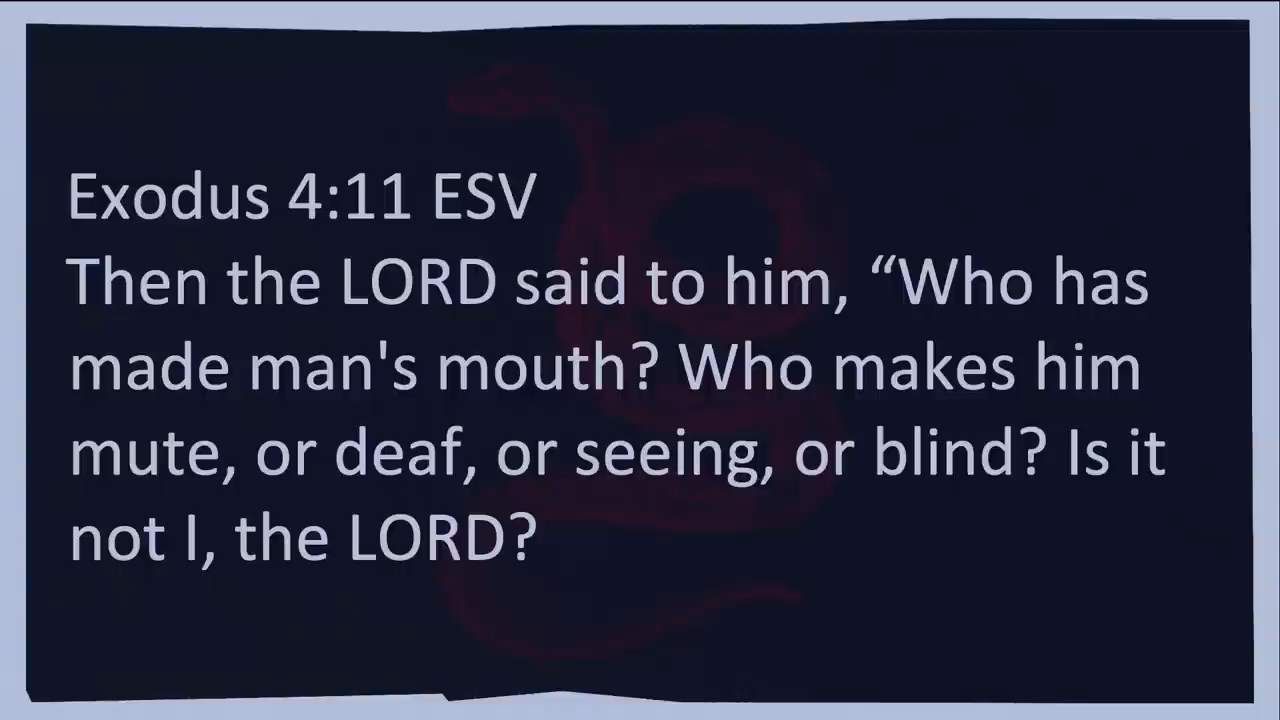 Exodus 4:11 ESV
Then the LORD said to him, “Who has
made man's mouth? Who makes him
mute, or deaf, or seeing, or blind? Is it
not I, the LORD?